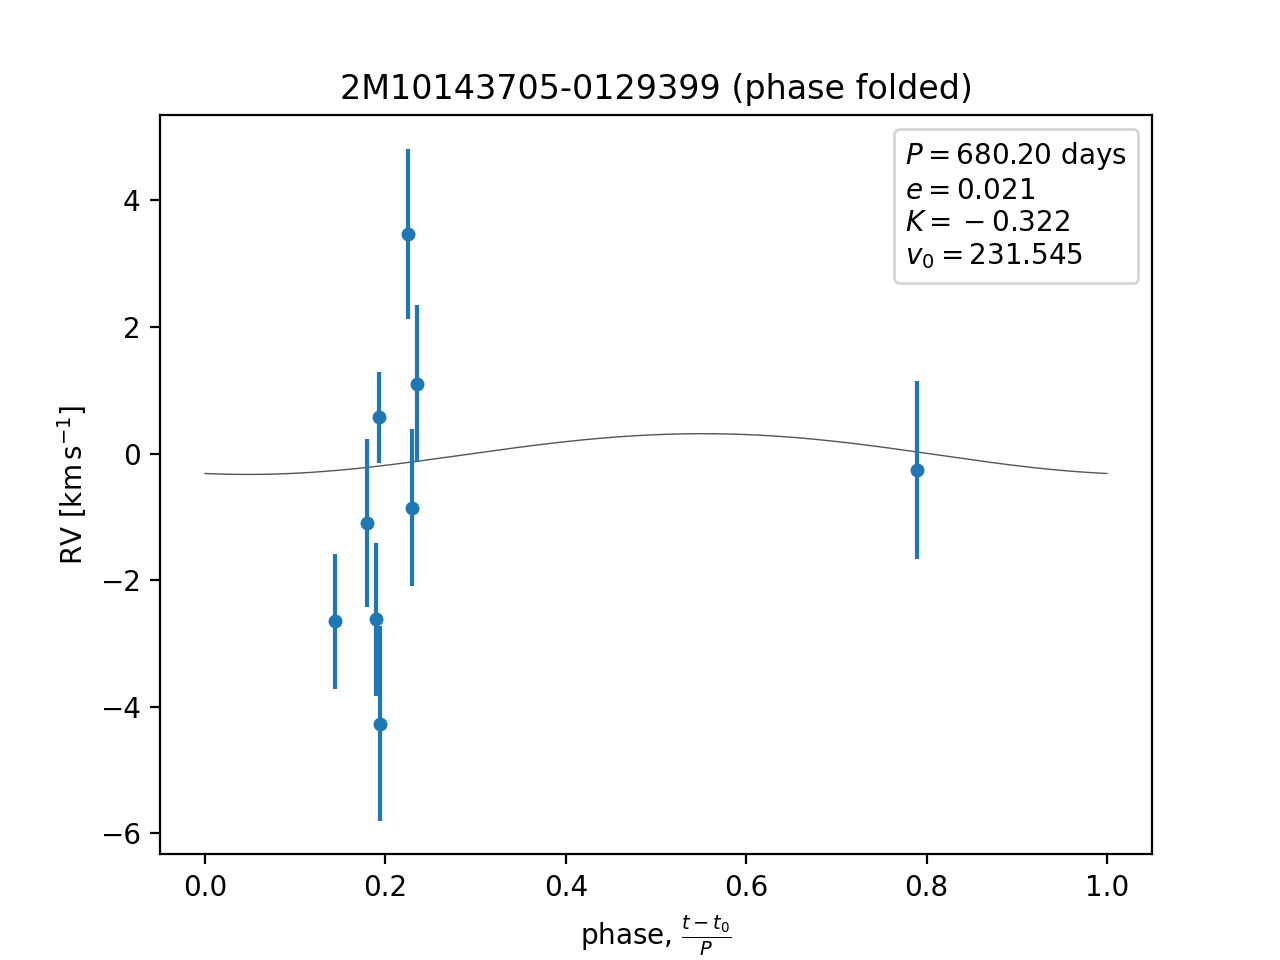 2M10143705-0129399 (phase folded)
P = 680.20 days
e = 0.021
K = −0.322
v₀ = 231.545
RV [km s⁻¹]
4
2
0
−2
−4
−6
0.0 0.2 0.4 0.6 0.8 1.0
phase, (t − t₀)/P